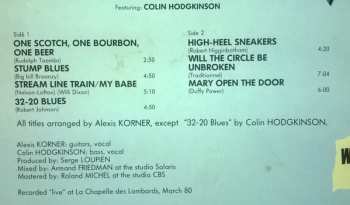 Featuring: COLIN HODGKINSON
Side 1
ONE SCOTCH, ONE BOURBON,
ONE BEER
(Rudolph Toombs) 2:50
STUMP BLUES
(Big bill Broonzy) 4:50
STREAM LINE TRAIN/MY BABE
(Nelson-Lofton) (Willi Dixon) 5:10
32-20 BLUES
(Robert Johnson) 4:50
Side 2
HIGH-HEEL SNEAKERS
(Robert Higginbotham) 4:20
WILL THE CIRCLE BE
UNBROKEN
(Traditionnel) 7:04
MARY OPEN THE DOOR
(Duffy Power) 6:05
All titles arranged by Alexis KORNER, except "32-20 Blues" by Colin HODGKINSON.
Alexis KORNER: guitars, vocal
Colin HODGKINSON: bass, vocal
Produced by: Serge LOUPIEN
Mixed by: Armand FRIEDMAN at the studio Solaris
Mastered by: Roland MICHEL at the studio CBS
Recorded "live" at La Chapelle des Lombards, March 80